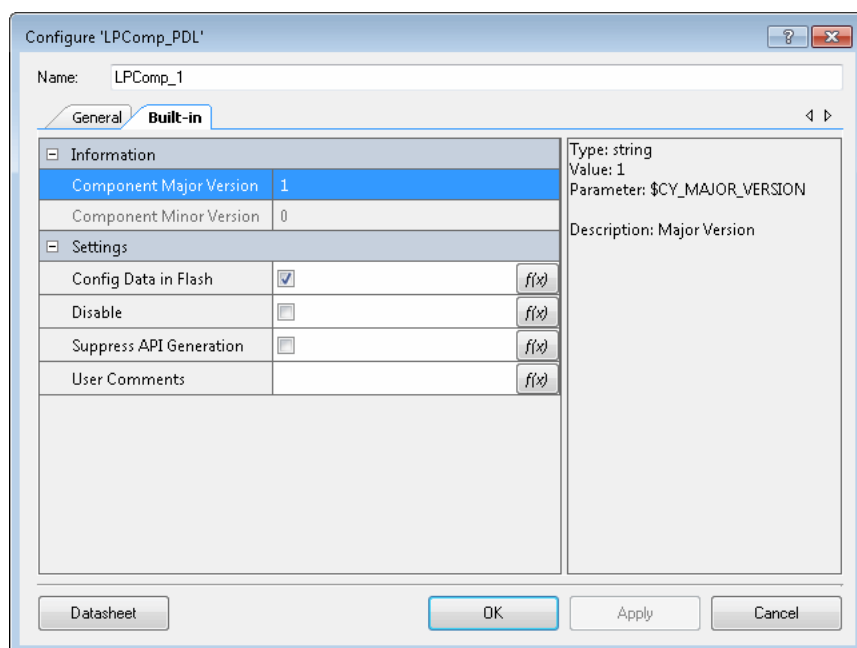 Configure 'LPComp_PDL'
Name: LPComp_1
General Built-in
Information
Component Major Version 1
Component Minor Version 0
Settings
Config Data in Flash f(x)
Disable f(x)
Suppress API Generation f(x)
User Comments f(x)
Type: string
Value: 1
Parameter: $CY_MAJOR_VERSION
Description: Major Version
Datasheet OK Apply Cancel